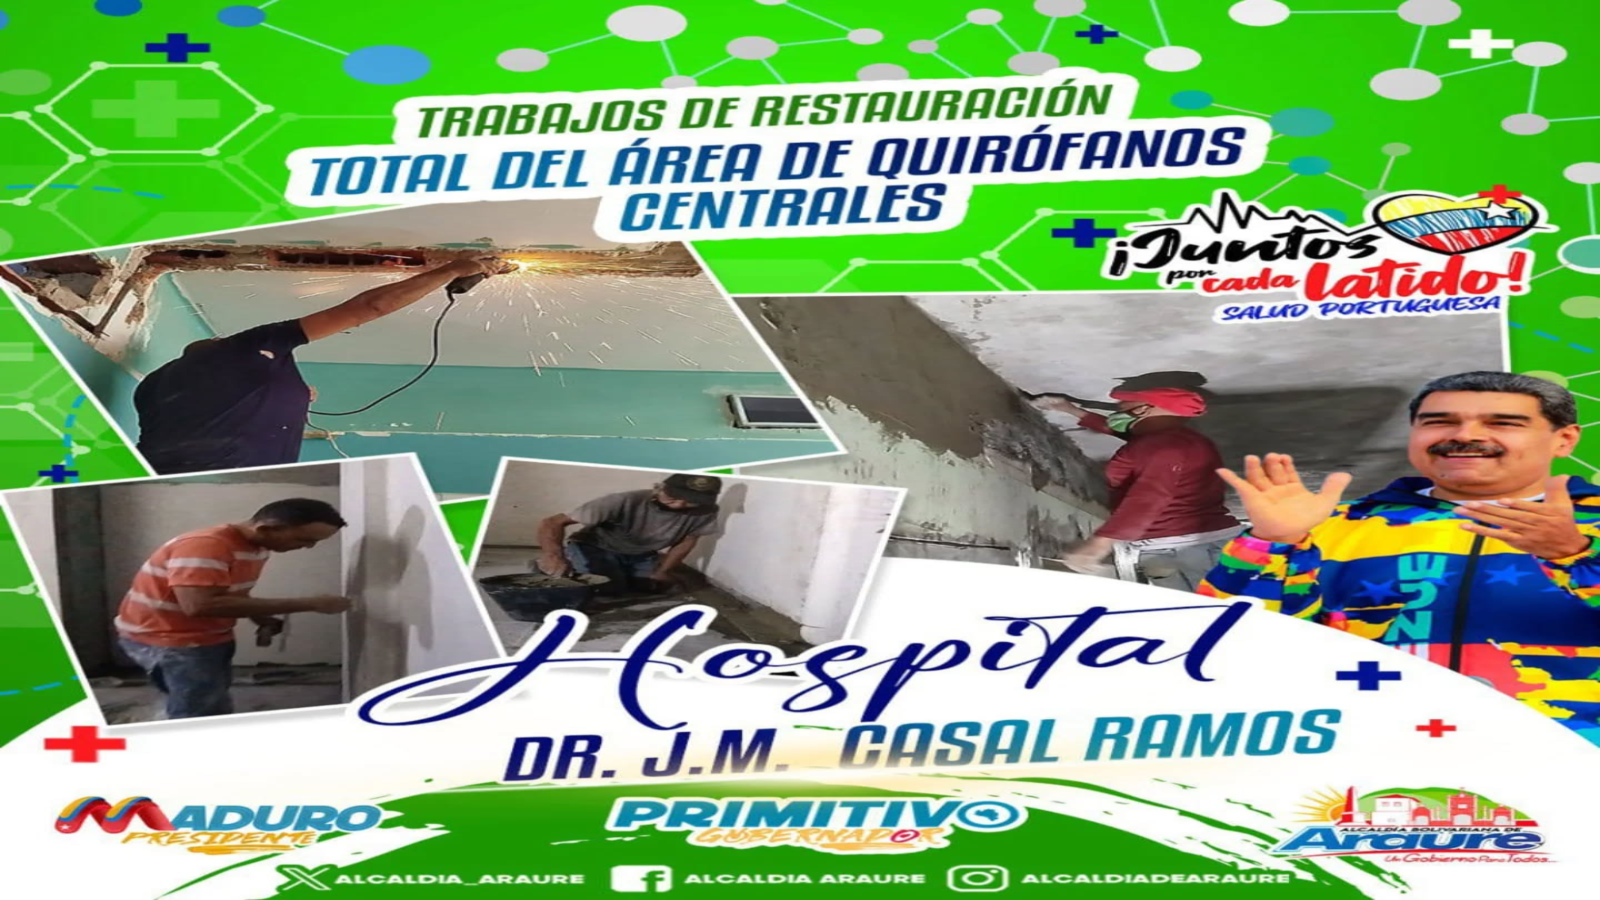 TRABAJOS DE RESTAURACIÓN
TOTAL DEL ÁREA DE QUIRÓFANOS
CENTRALES
¡Juntos
por cada latido!
SALUD PORTUGUESA
ZUE
Hospital
DR. J.M. CASAL RAMOS
MADURO
PRESIDENTE
PRIMITIVO
GOBERNADOR
ALCALDÍA BOLIVARIANA DE
Araure
Un Gobierno Para Todos...
ALCALDIA_ARAURE
ALCALDIA ARAURE
ALCALDIADEARAURE